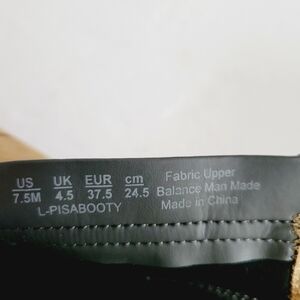 US UK EUR cm Fabric Upper
7.5M 4.5 37.5 24.5 Balance Man Made
L-PISABOOTY Made in China